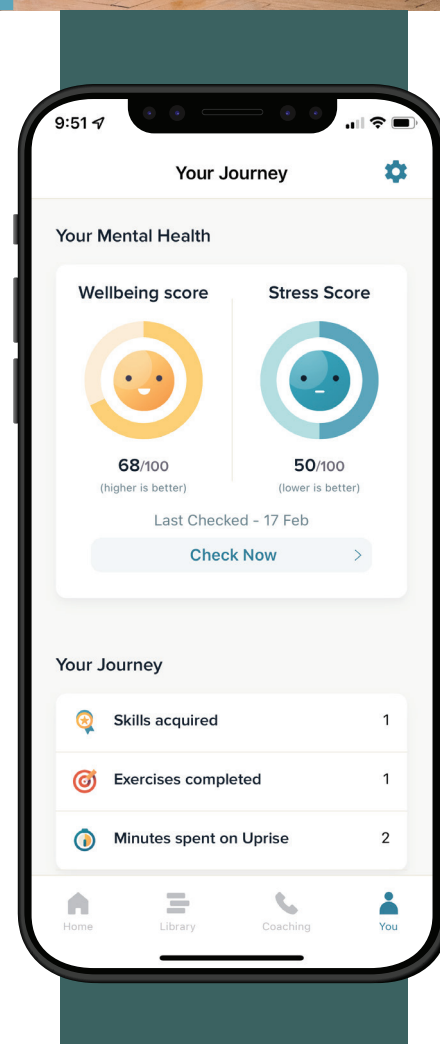 9:51
Your Journey
Your Mental Health
Wellbeing score
Stress Score
68/100
50/100
(higher is better)
(lower is better)
Last Checked - 17 Feb
Check Now
Your Journey
Skills acquired 1
Exercises completed 1
Minutes spent on Uprise 2
Home
Library
Coaching
You